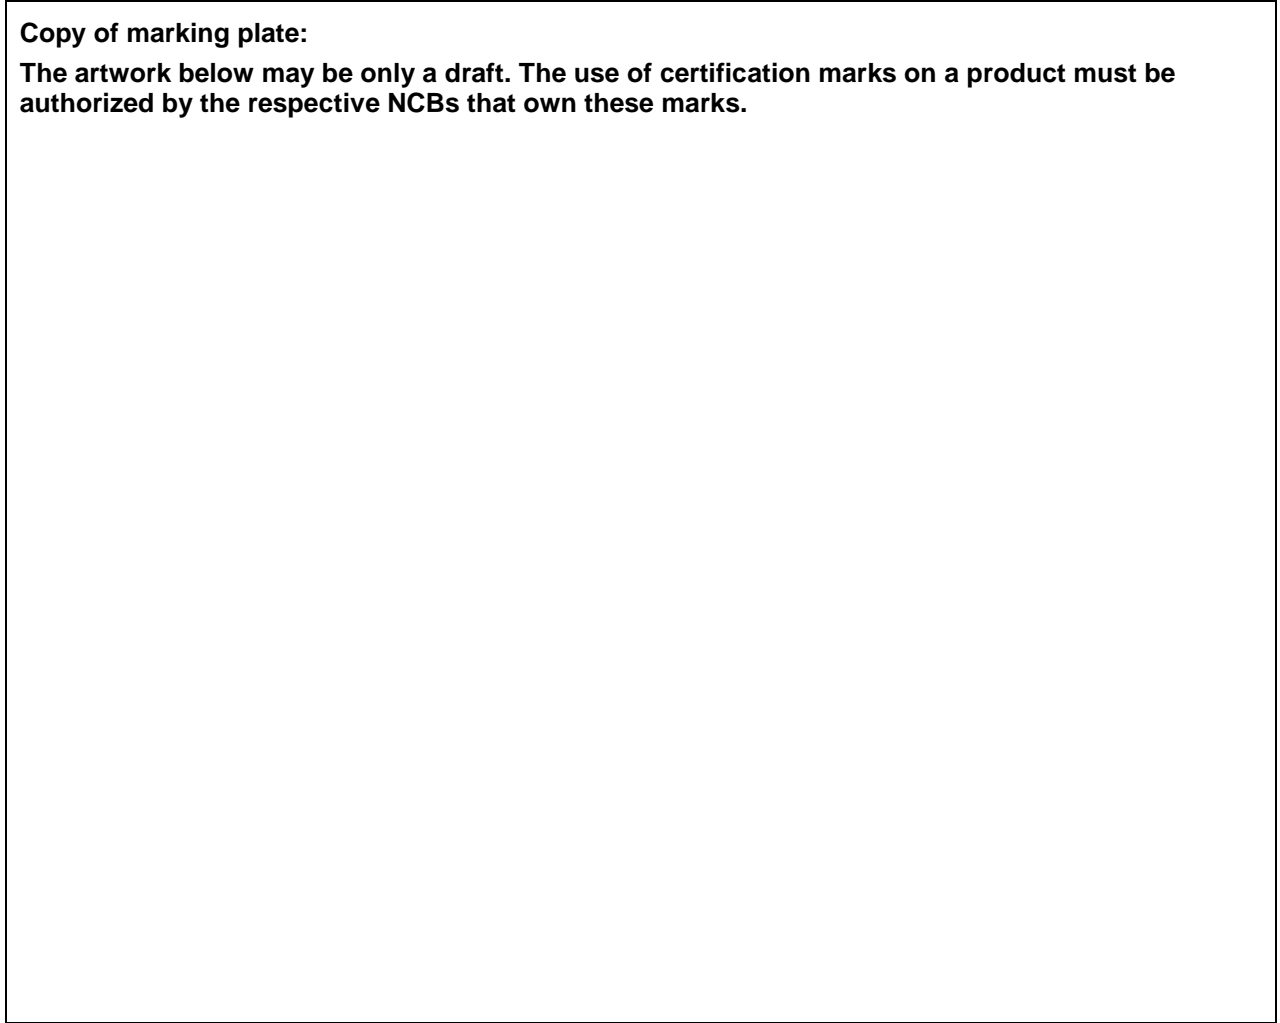 Copy of marking plate:
The artwork below may be only a draft. The use of certification marks on a product must be
authorized by the respective NCBs that own these marks.